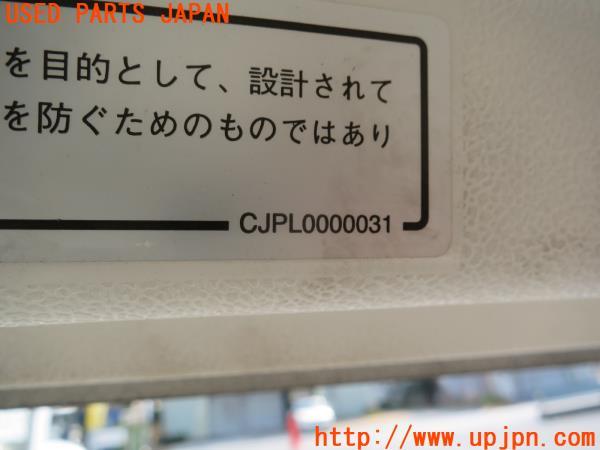 USED PARTS JAPAN
を目的として、設計されて
を防ぐためのものではあり
CJPL0000031
http://www.upjpn.com